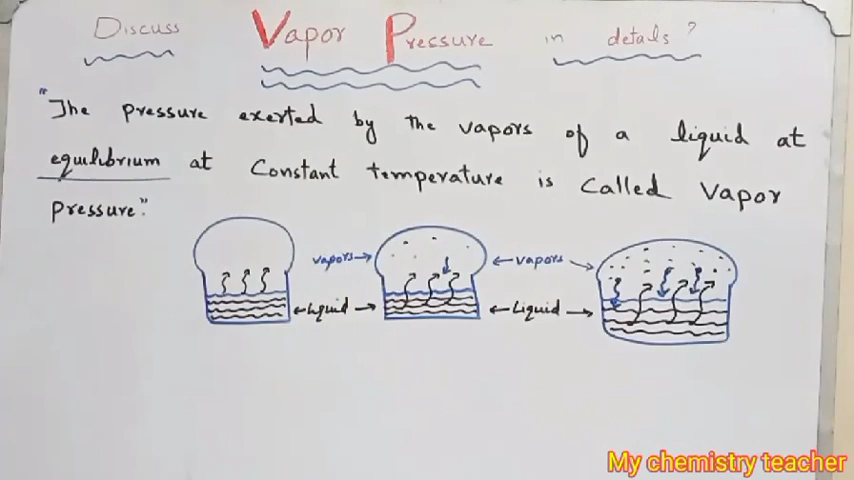 Discuss Vapor Pressure in details?
"The pressure exerted by the vapors of a liquid at
equilibrium at Constant temperature is called Vapor
pressure."
vapors → ← vapors →
← Liquid → ← Liquid →
My chemistry teacher